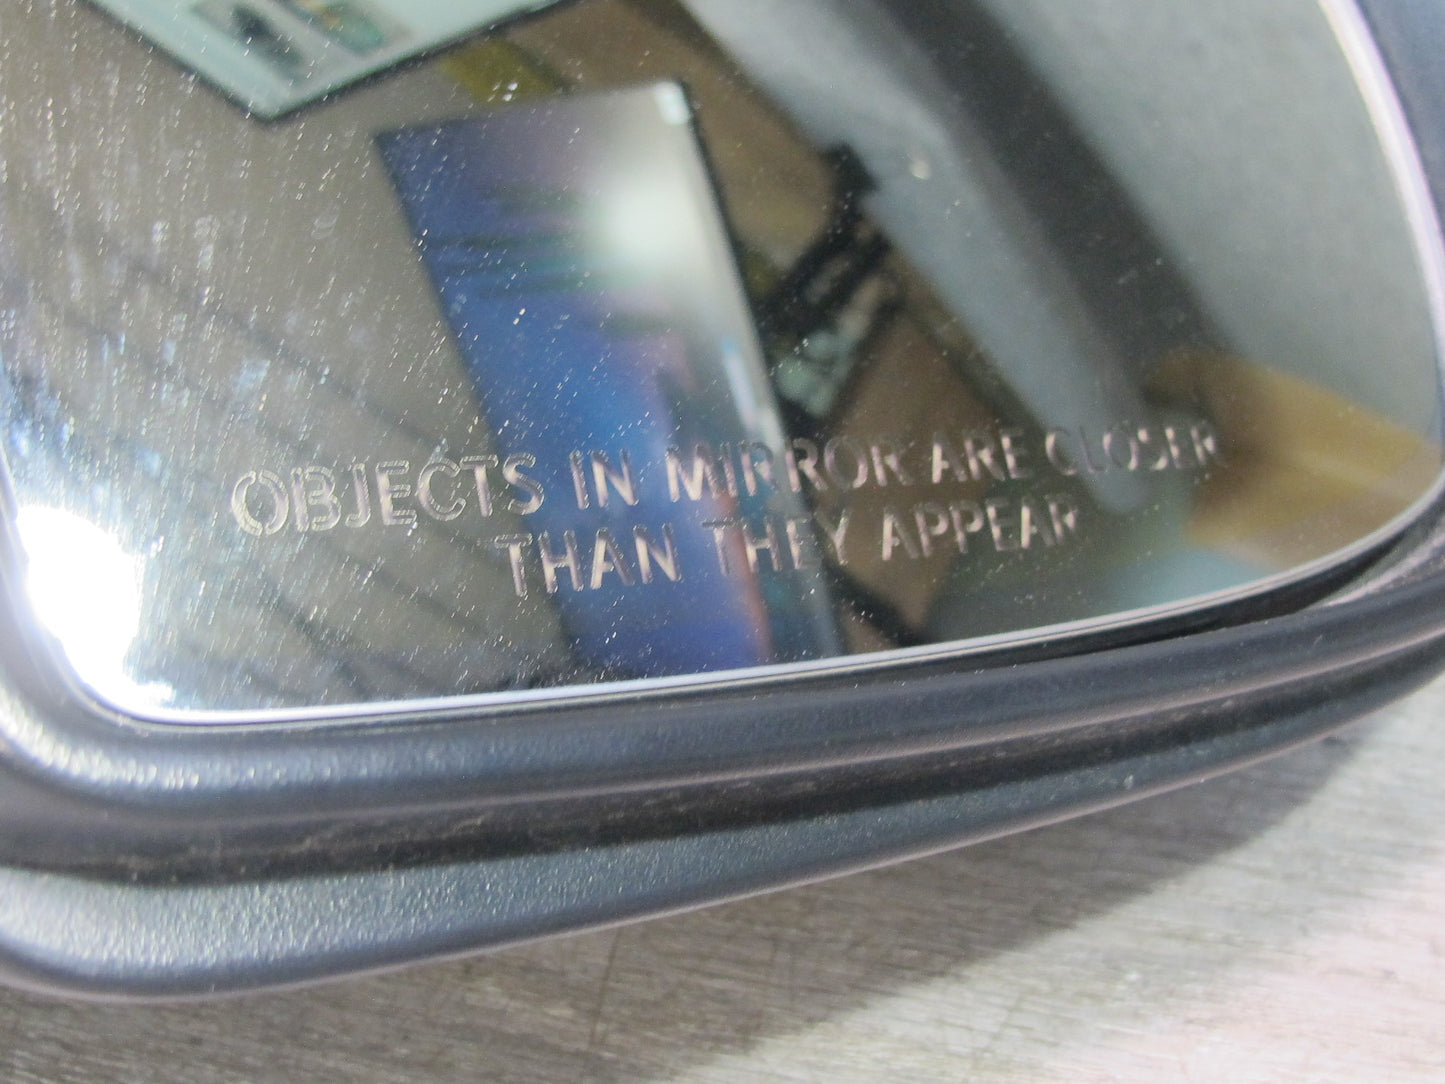 OBJECTS IN MIRROR ARE CLOSER
THAN THEY APPEAR